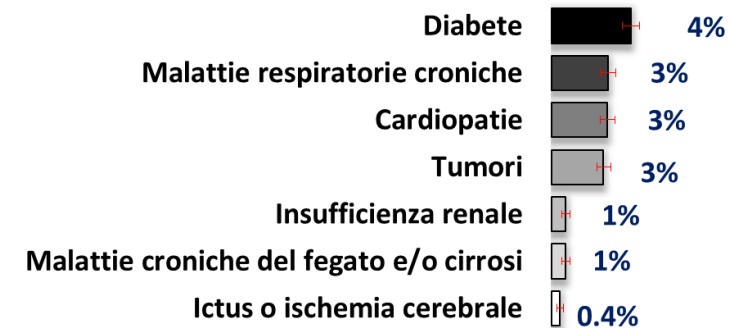 Diabete 4%
Malattie respiratorie croniche 3%
Cardiopatie 3%
Tumori 3%
Insufficienza renale 1%
Malattie croniche del fegato e/o cirrosi 1%
Ictus o ischemia cerebrale 0.4%